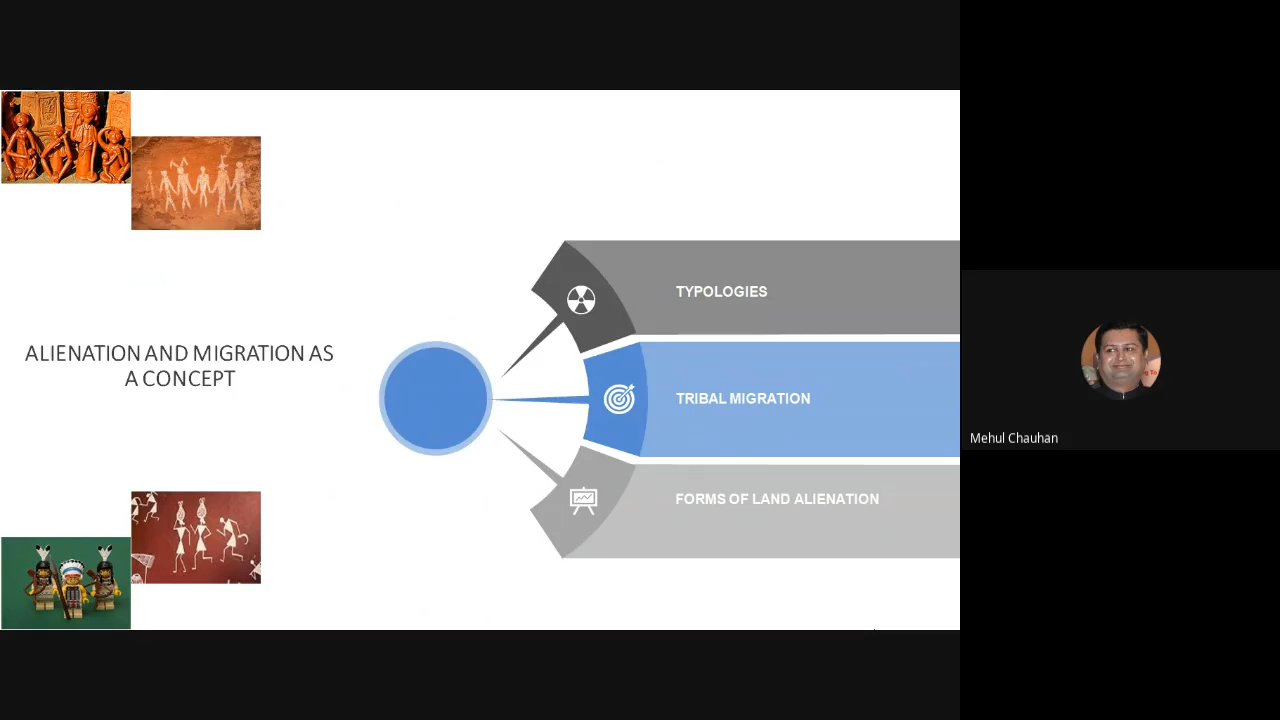 ALIENATION AND MIGRATION AS
A CONCEPT
TYPOLOGIES
TRIBAL MIGRATION
FORMS OF LAND ALIENATION
Mehul Chauhan